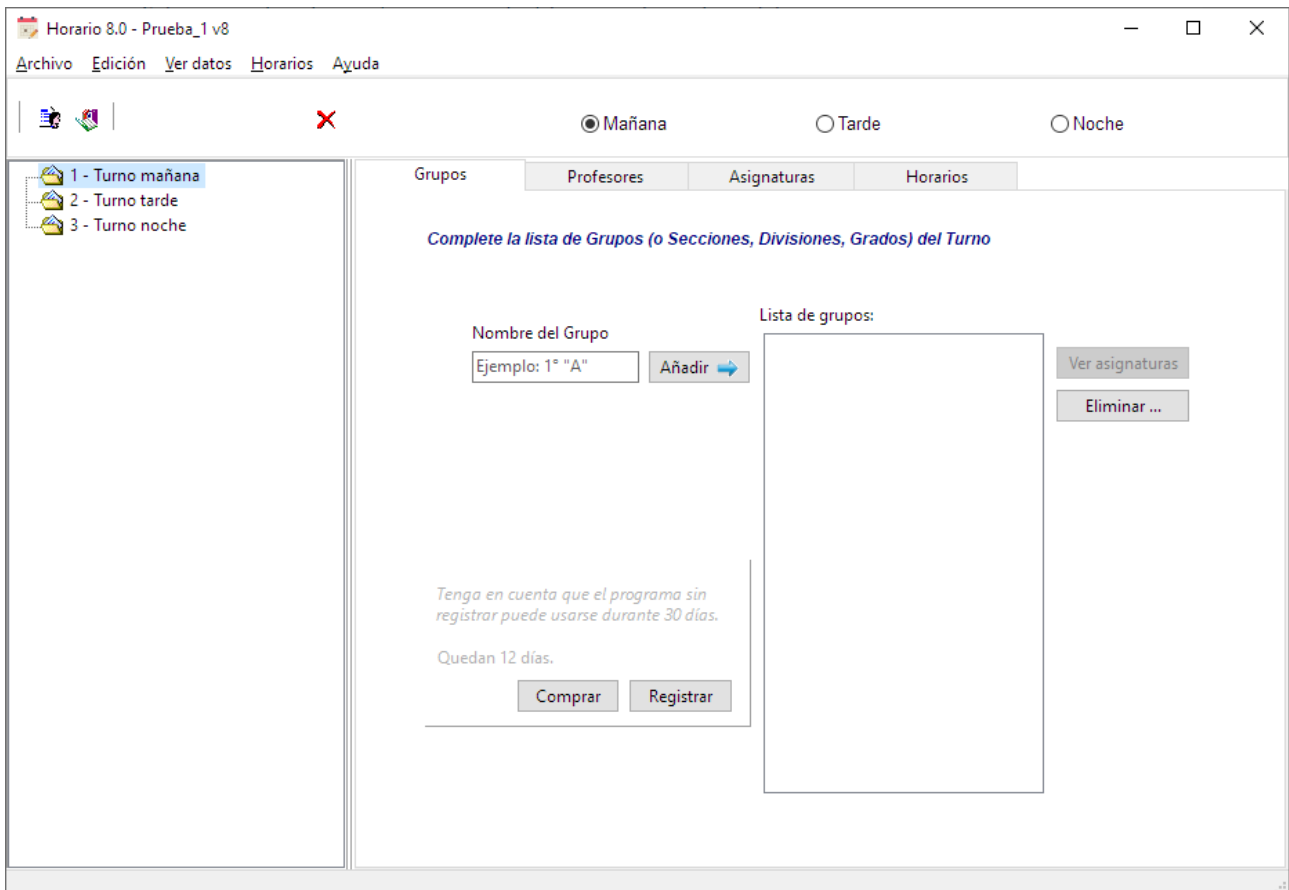 Horario 8.0 - Prueba_1 v8
Archivo Edición Ver datos Horarios Ayuda
Mañana Tarde Noche
1 - Turno mañana
2 - Turno tarde
3 - Turno noche
Grupos Profesores Asignaturas Horarios
Complete la lista de Grupos (o Secciones, Divisiones, Grados) del Turno
Lista de grupos:
Nombre del Grupo
Ejemplo: 1° "A"
Añadir
Ver asignaturas
Eliminar ...
Tenga en cuenta que el programa sin
registrar puede usarse durante 30 días.
Quedan 12 días.
Comprar Registrar